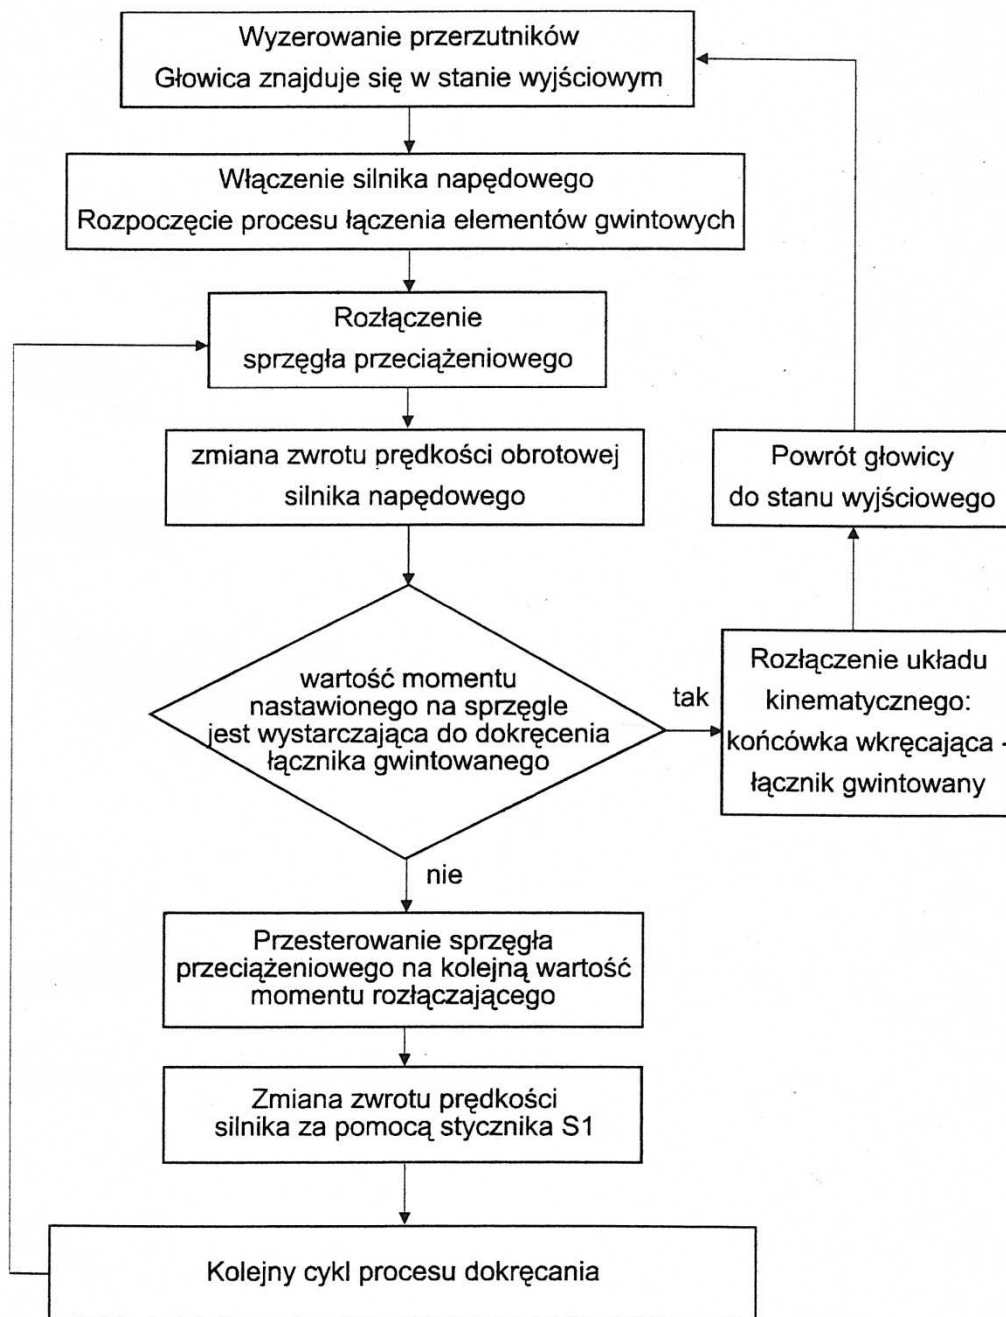 Wyzerowanie przerzutników
Głowica znajduje się w stanie wyjściowym
Włączenie silnika napędowego
Rozpoczęcie procesu łączenia elementów gwintowych
Rozłączenie
sprzęgła przeciążeniowego
zmiana zwrotu prędkości obrotowej
silnika napędowego
Powrót głowicy
do stanu wyjściowego
wartość momentu
nastawionego na sprzęgle
jest wystarczająca do dokręcenia
łącznika gwintowanego
tak
Rozłączenie układu
kinematycznego:
końcówka wkręcająca -
łącznik gwintowany
nie
Przesterowanie sprzęgła
przeciążeniowego na kolejną wartość
momentu rozłączającego
Zmiana zwrotu prędkości
silnika za pomocą stycznika S1
Kolejny cykl procesu dokręcania